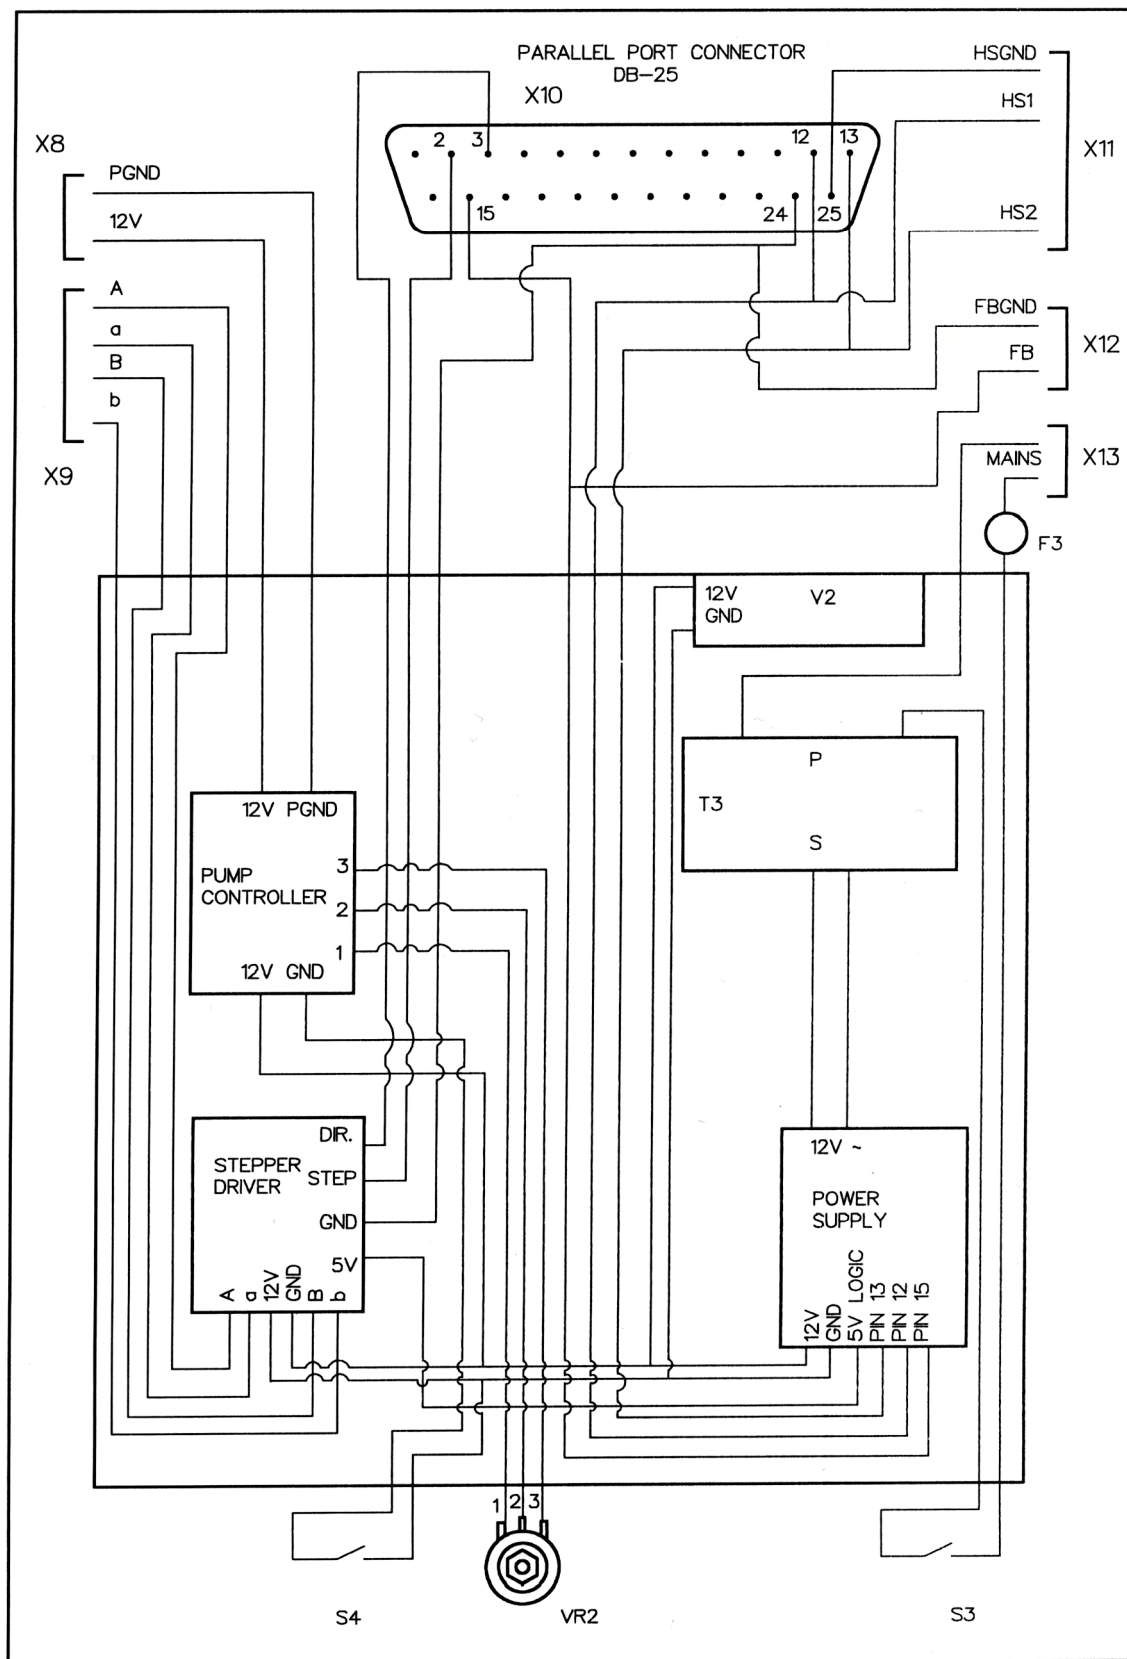 PARALLEL PORT CONNECTOR
DB-25
X10
HSGND
HS1
X11
HS2
2
3
12
13
15
24
25
X8
PGND
12V
A
a
B
b
X9
FBGND
X12
FB
MAINS
X13
F3
12V
GND
V2
P
T3
S
12V PGND
3
PUMP
CONTROLLER
2
1
12V GND
DIR.
STEPPER
DRIVER
STEP
GND
5V
A
a
12V
GND
B
b
12V ~
POWER
SUPPLY
12V
GND
5V LOGIC
PIN 13
PIN 12
PIN 15
1
2
3
S4
VR2
S3